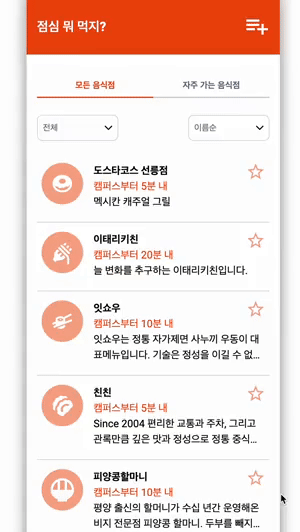 점심 뭐 먹지?
모든 음식점 자주 가는 음식점
전체 이름순
도스타코스 선릉점
캠퍼스부터 5분 내
멕시칸 캐주얼 그릴
이태리키친
캠퍼스부터 20분 내
늘 변화를 추구하는 이태리키친입니다.
잇쇼우
캠퍼스부터 10분 내
잇쇼우는 정통 자가제면 사누끼 우동이 대
표메뉴입니다. 기술은 정성을 이길 수 없...
친친
캠퍼스부터 5분 내
Since 2004 편리한 교통과 주차, 그리고
관록만큼 깊은 맛과 정성으로 정통 중식...
피양콩할마니
캠퍼스부터 10분 내
평양 출신의 할머니가 수십 년간 운영해온
비지 전문점 피양콩 할마니. 두부를 빼지...